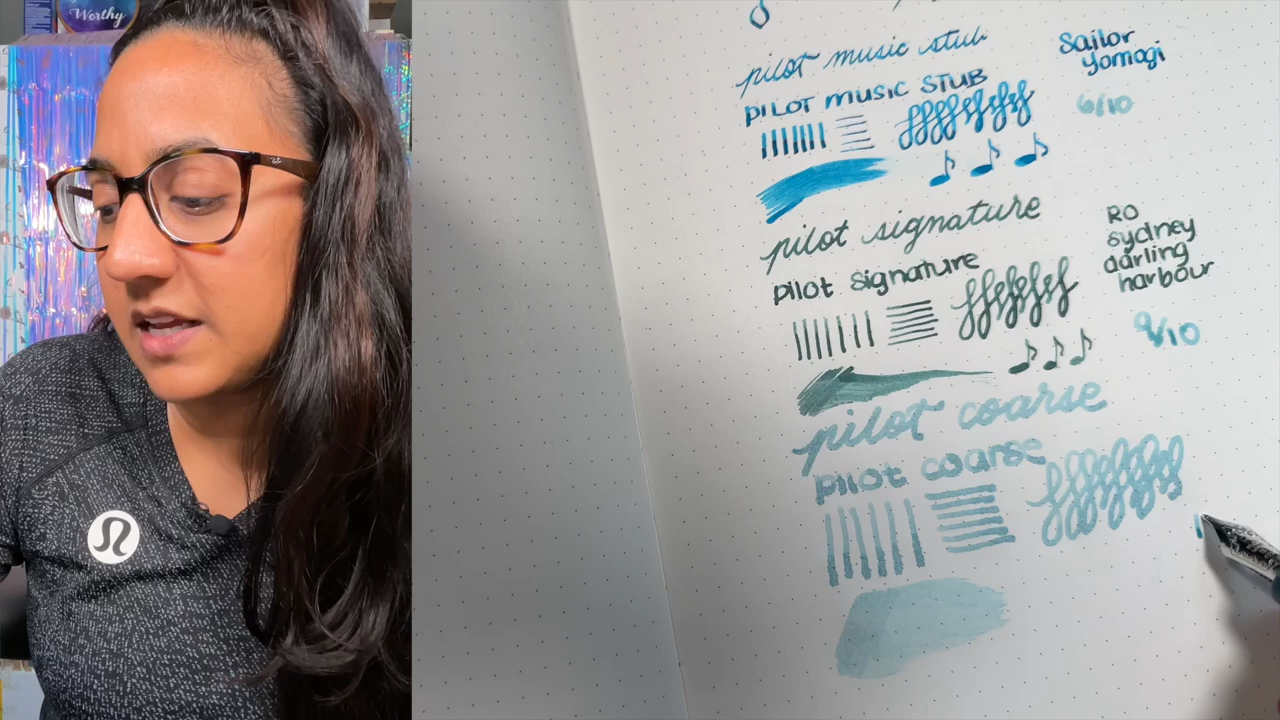 Worthy
pilot music stub
PILOT MUSIC STUB
Sailor
yomogi
6/10
pilot signature
pilot signature
RO
sydney
darling
harbour
9/10
pilot coarse
pilot coarse